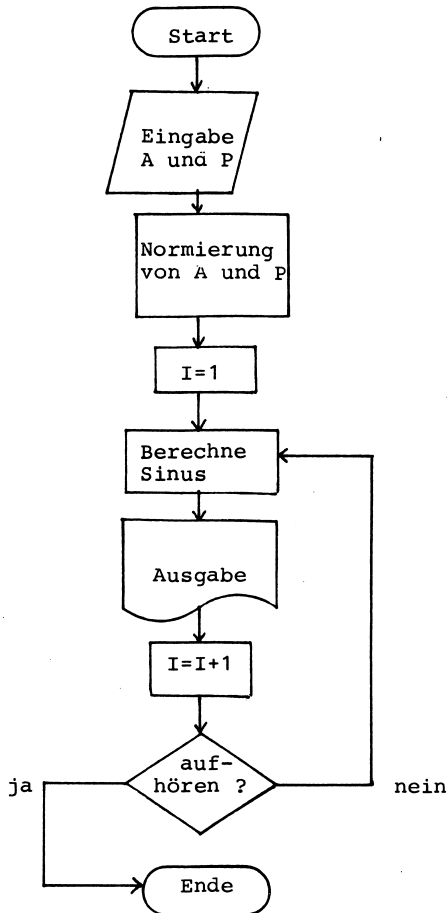 Start
Eingabe
A und P
Normierung
von A und P
I=1
Berechne
Sinus
Ausgabe
I=I+1
auf-
hören ?
ja
nein
Ende